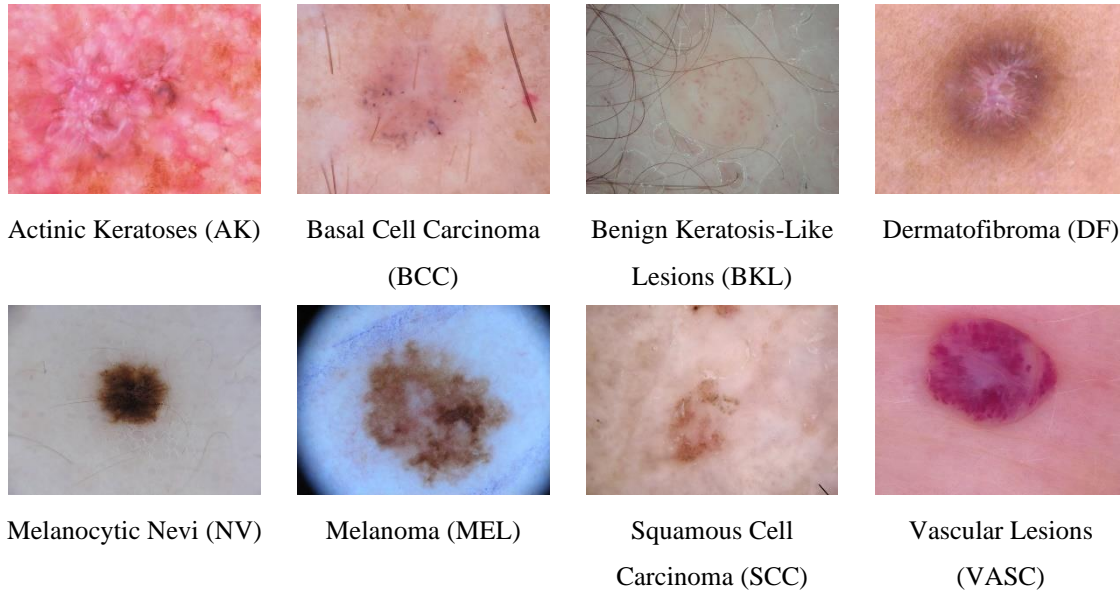 Actinic Keratoses (AK)
Basal Cell Carcinoma
(BCC)
Benign Keratosis-Like
Lesions (BKL)
Dermatofibroma (DF)
Melanocytic Nevi (NV)
Melanoma (MEL)
Squamous Cell
Carcinoma (SCC)
Vascular Lesions
(VASC)